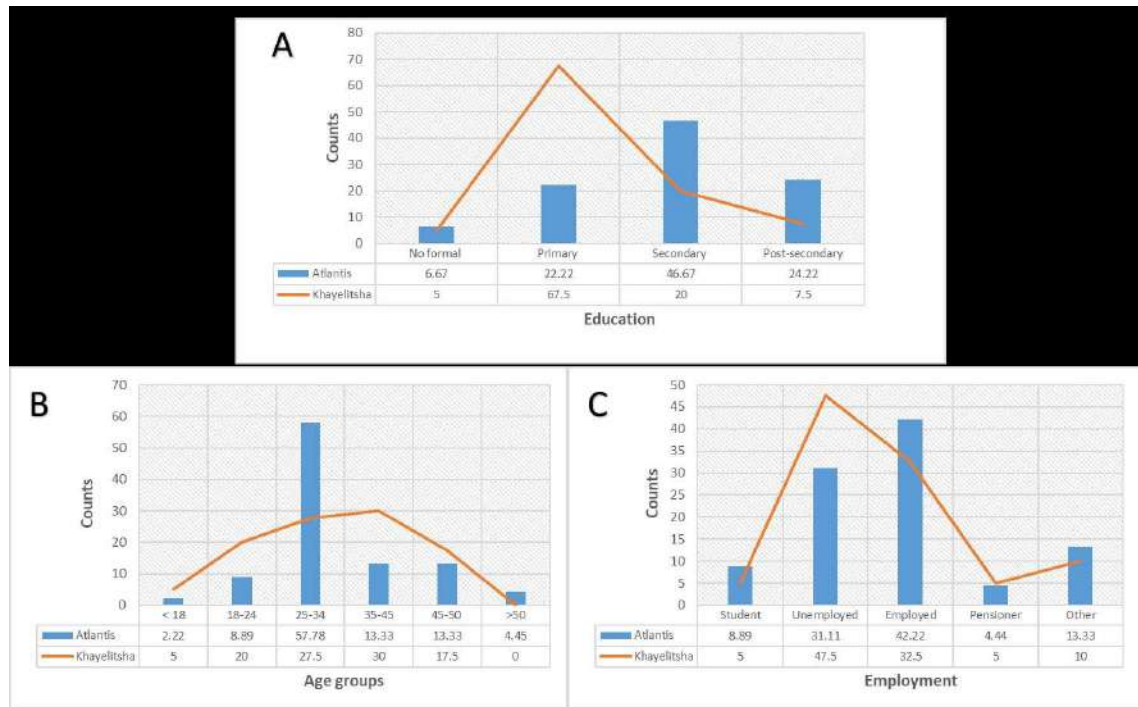 A
80
70
60
50
40
30
20
10
0
Counts
No formal Primary Secondary Post-secondary
Atlantis 6.67 22.22 46.67 24.22
Khayelitsha 5 67.5 20 7.5
Education
B
70
60
50
40
30
20
10
0
Counts
< 18 18-24 25-34 35-45 45-50 >50
Atlantis 2.22 8.89 57.78 13.33 13.33 4.45
Khayelitsha 5 20 27.5 30 17.5 0
Age groups
C
50
45
40
35
30
25
20
15
10
5
0
Counts
Student Unemployed Employed Pensioner Other
Atlantis 8.89 31.11 42.22 4.44 13.33
Khayelitsha 5 47.5 32.5 5 10
Employment